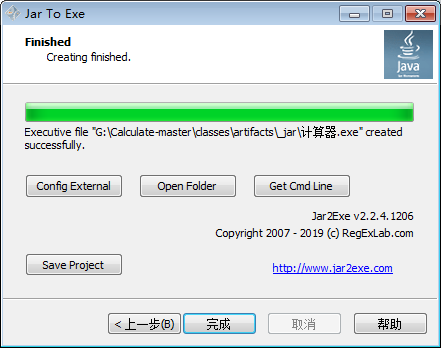 Jar To Exe
Finished
Creating finished.
Java
Executive file "G:\Calculate-master\classes\artifacts\_jar\计算器.exe" created
successfully.
Config External
Open Folder
Get Cmd Line
Jar2Exe v2.2.4.1206
Copyright 2007 - 2019 (c) RegExLab.com
Save Project
http://www.jar2exe.com
< 上一步(B)
完成
取消
帮助